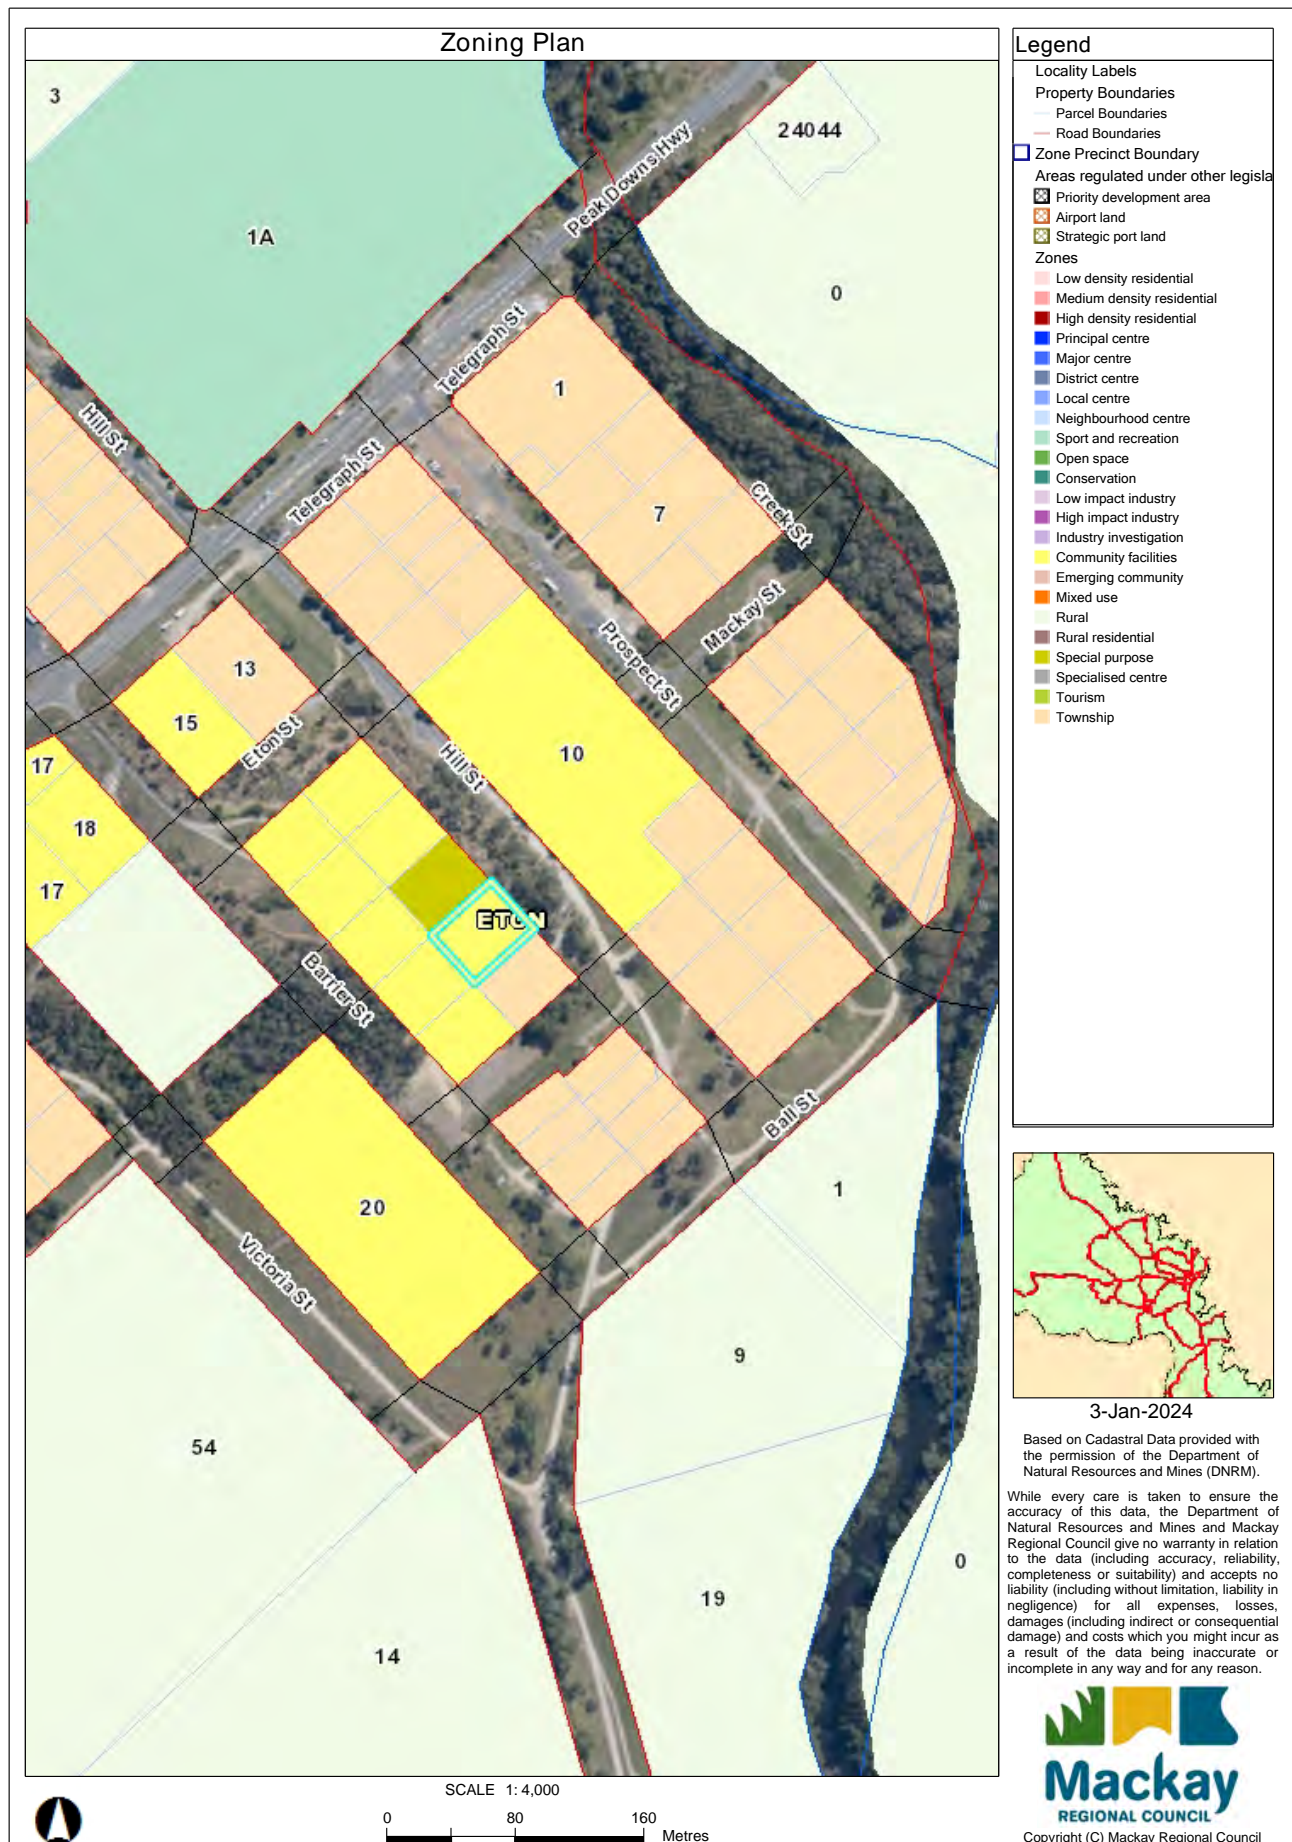 Zoning Plan
3
24044
Peak Downs Hwy
1A
0
Telegraph St
1
Hill St
Telegraph St
7
Creek St
Mackay St
Prospect St
13
15
Eton St
10
Hill St
17
18
17
ETON
Barrier St
Ball St
1
20
Victoria St
9
54
0
19
14
SCALE 1: 4,000
0 80 160
Metres
Legend
Locality Labels
Property Boundaries
Parcel Boundaries
Road Boundaries
Zone Precinct Boundary
Areas regulated under other legisla
Priority development area
Airport land
Strategic port land
Zones
Low density residential
Medium density residential
High density residential
Principal centre
Major centre
District centre
Local centre
Neighbourhood centre
Sport and recreation
Open space
Conservation
Low impact industry
High impact industry
Industry investigation
Community facilities
Emerging community
Mixed use
Rural
Rural residential
Special purpose
Specialised centre
Tourism
Township
3-Jan-2024
Based on Cadastral Data provided with
the permission of the Department of
Natural Resources and Mines (DNRM).
While every care is taken to ensure the
accuracy of this data, the Department of
Natural Resources and Mines and Mackay
Regional Council give no warranty in relation
to the data (including accuracy, reliability,
completeness or suitability) and accepts no
liability (including without limitation, liability in
negligence) for all expenses, losses,
damages (including indirect or consequential
damage) and costs which you might incur as
a result of the data being inaccurate or
incomplete in any way and for any reason.
Mackay
REGIONAL COUNCIL
Copyright (C) Mackay Regional Council